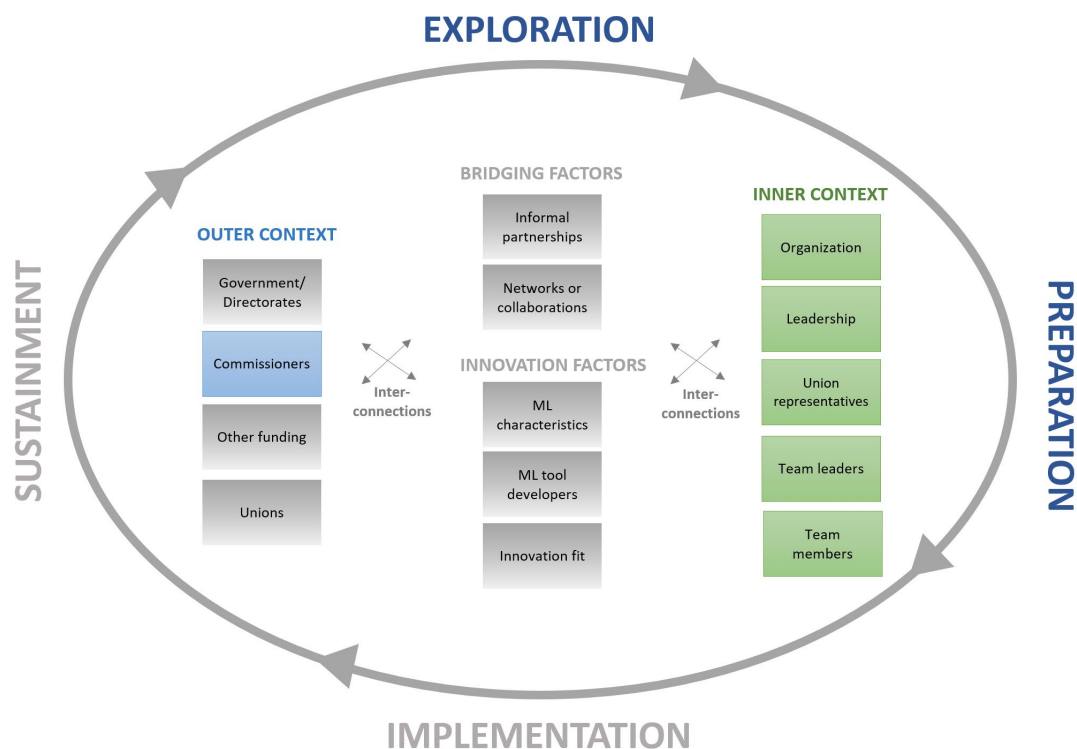 EXPLORATION
BRIDGING FACTORS
Informal
partnerships
Networks or
collaborations
INNER CONTEXT
Organization
Leadership
Union
representatives
Team leaders
Team
members
OUTER CONTEXT
Government/
Directorates
Commissioners
Other funding
Unions
Inter-
connections
INNOVATION FACTORS
ML
characteristics
ML tool
developers
Innovation fit
Inter-
connections
SUSTAINMENT
PREPARATION
IMPLEMENTATION